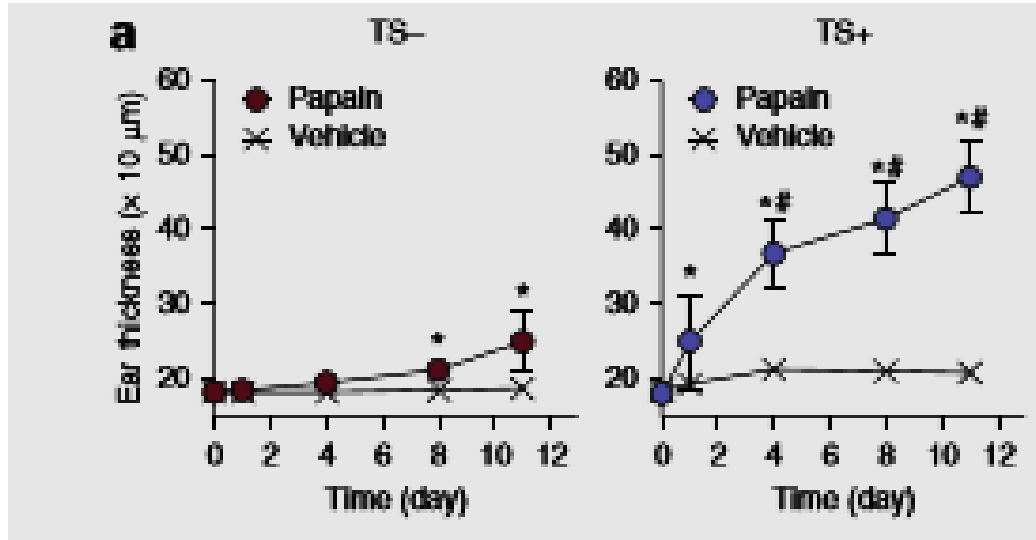 a
TS–
TS+
Ear thickness (× 10 µm)
60
50
40
30
20
Papain
Vehicle
*
*
0 2 4 6 8 10 12
Time (day)
60
50
40
30
20
Papain
Vehicle
*
*#
*#
*#
0 2 4 6 8 10 12
Time (day)